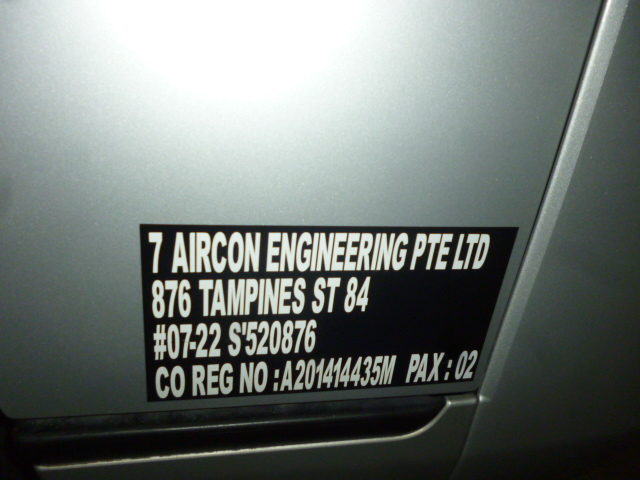 7 AIRCON ENGINEERING PTE LTD
876 TAMPINES ST 84
#07-22 S'520876
CO REG NO : A201414435M PAX : 02